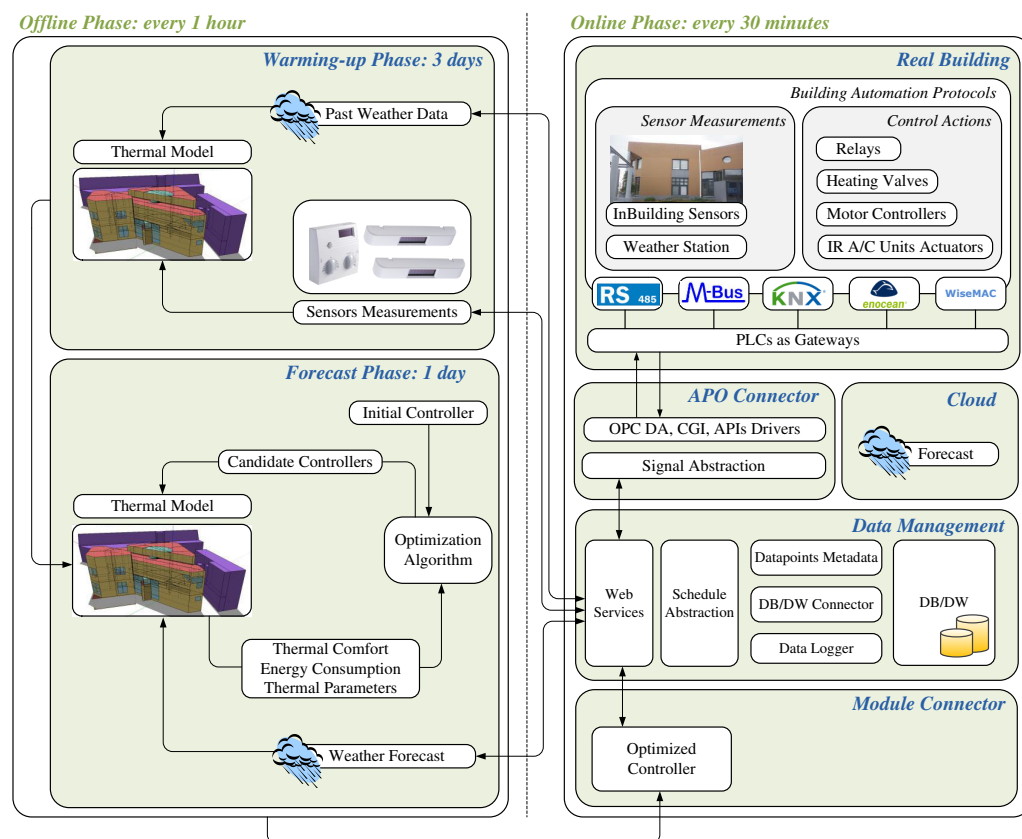 Offline Phase: every 1 hour
Warming-up Phase: 3 days
Past Weather Data
Thermal Model
Sensors Measurements
Forecast Phase: 1 day
Initial Controller
Candidate Controllers
Thermal Model
Optimization
Algorithm
Thermal Comfort
Energy Consumption
Thermal Parameters
Weather Forecast
Online Phase: every 30 minutes
Real Building
Building Automation Protocols
Sensor Measurements
InBuilding Sensors
Weather Station
Control Actions
Relays
Heating Valves
Motor Controllers
IR A/C Units Actuators
RS 485
M-Bus
KNX
enocean
WiseMAC
PLCs as Gateways
APO Connector
OPC DA, CGI, APIs Drivers
Signal Abstraction
Cloud
Forecast
Data Management
Web
Services
Schedule
Abstraction
Datapoints Metadata
DB/DW Connector
Data Logger
DB/DW
Module Connector
Optimized
Controller